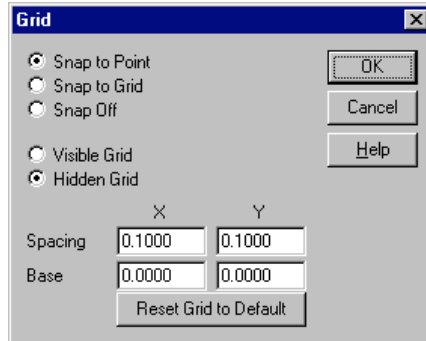 Grid
Snap to Point
OK
Snap to Grid
Snap Off
Cancel
Visible Grid
Help
Hidden Grid
X Y
Spacing 0.1000 0.1000
Base 0.0000 0.0000
Reset Grid to Default